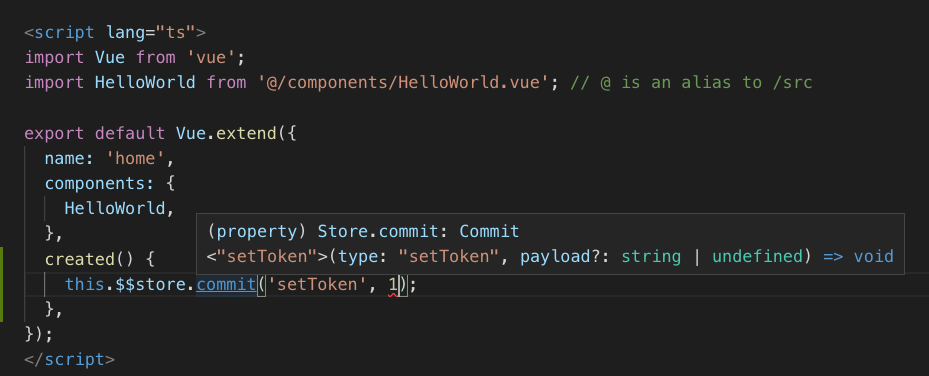 <script lang="ts">
import Vue from 'vue';
import HelloWorld from '@/components/HelloWorld.vue'; // @ is an alias to /src
export default Vue.extend({
name: 'home',
components: {
HelloWorld,
},
(property) Store.commit: Commit
<"setToken">(type: "setToken", payload?: string | undefined) => void
created() {
this.$$store.commit('setToken', 1);
},
});
</script>